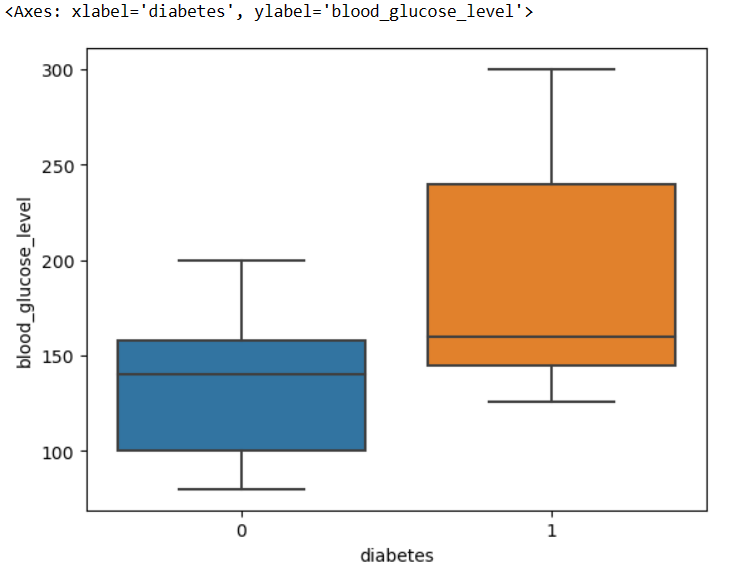 <Axes: xlabel='diabetes', ylabel='blood_glucose_level'>
300
250
200
150
100
blood_glucose_level
0 1
diabetes